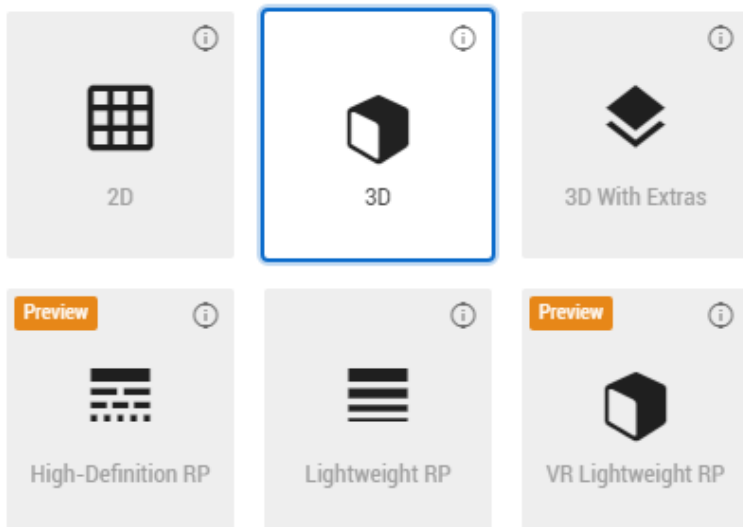 2D
3D
3D With Extras
Preview
Preview
High-Definition RP
Lightweight RP
VR Lightweight RP